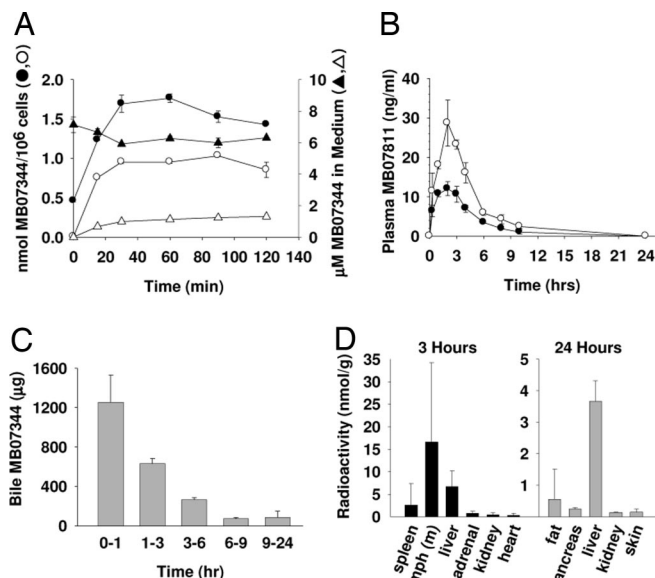 A
B
nmol MB07344/10⁶ cells (●,○)
2.0
1.5
1.0
0.5
0.0
10
8
6
4
2
0
μM MB07344 in Medium (▲,△)
0 20 40 60 80 100 120 140
Time (min)
Plasma MB07811 (ng/ml)
40
30
20
10
0
0 3 6 9 12 15 18 21 24
Time (hrs)
C
D
Bile MB07344 (μg)
1600
1200
800
400
0
0-1 1-3 3-6 6-9 9-24
Time (hr)
Radioactivity (nmol/g)
3 Hours
35
30
25
20
15
10
5
0
spleen
mph (m)
liver
adrenal
kidney
heart
24 Hours
5
4
3
2
1
0
fat
ancreas
liver
kidney
skin